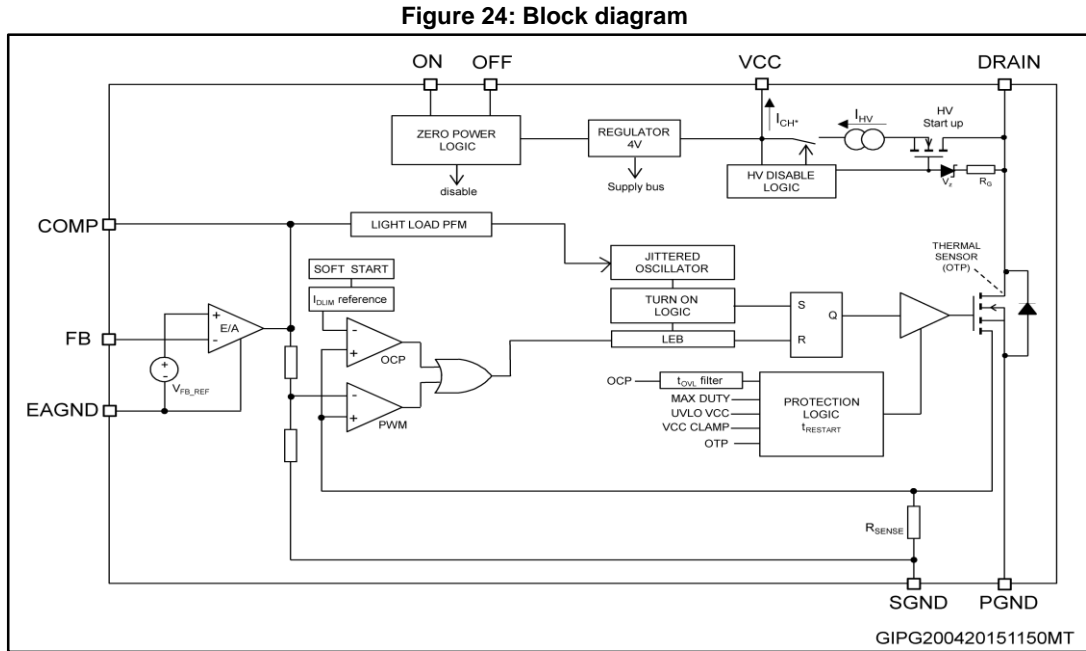 Figure 24: Block diagram
ON
OFF
VCC
DRAIN
ZERO POWER
LOGIC
disable
REGULATOR
4V
Supply bus
I_CH*
I_HV
HV
Start up
HV DISABLE
LOGIC
V_z
R_G
COMP
LIGHT LOAD PFM
SOFT START
I_DLIM reference
JITTERED
OSCILLATOR
TURN ON
LOGIC
LEB
S
R
Q
THERMAL
SENSOR
(OTP)
FB
E/A
+
-
V_FB_REF
EAGND
-
+
OCP
-
+
PWM
OCP
t_OVL filter
MAX DUTY
UVLO VCC
VCC CLAMP
OTP
PROTECTION
LOGIC
t_RESTART
R_SENSE
SGND
PGND
GIPG200420151150MT